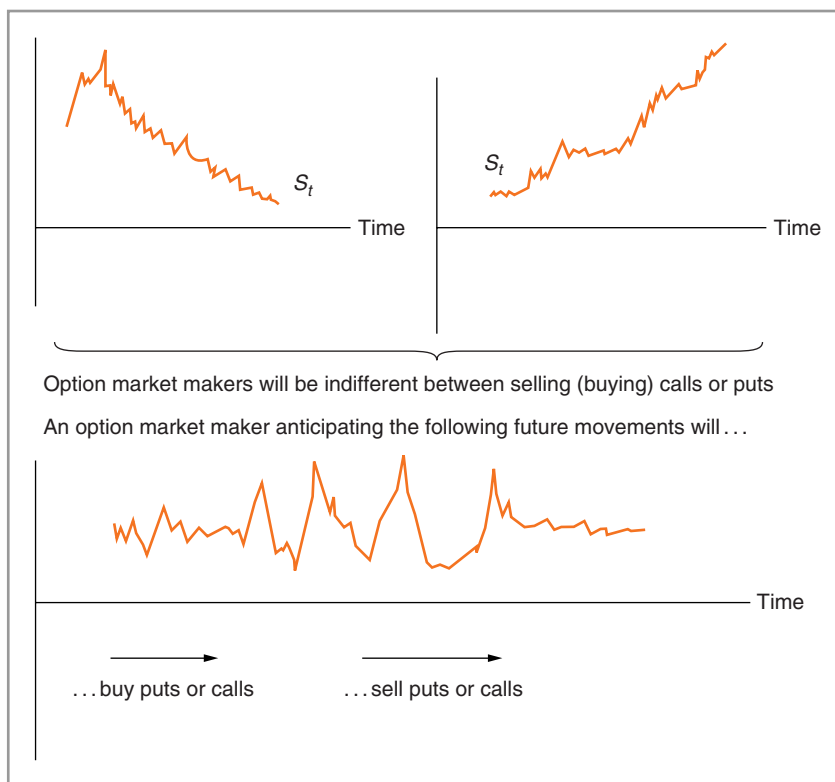 S_t
Time
S_t
Time
Option market makers will be indifferent between selling (buying) calls or puts
An option market maker anticipating the following future movements will...
Time
...buy puts or calls
...sell puts or calls